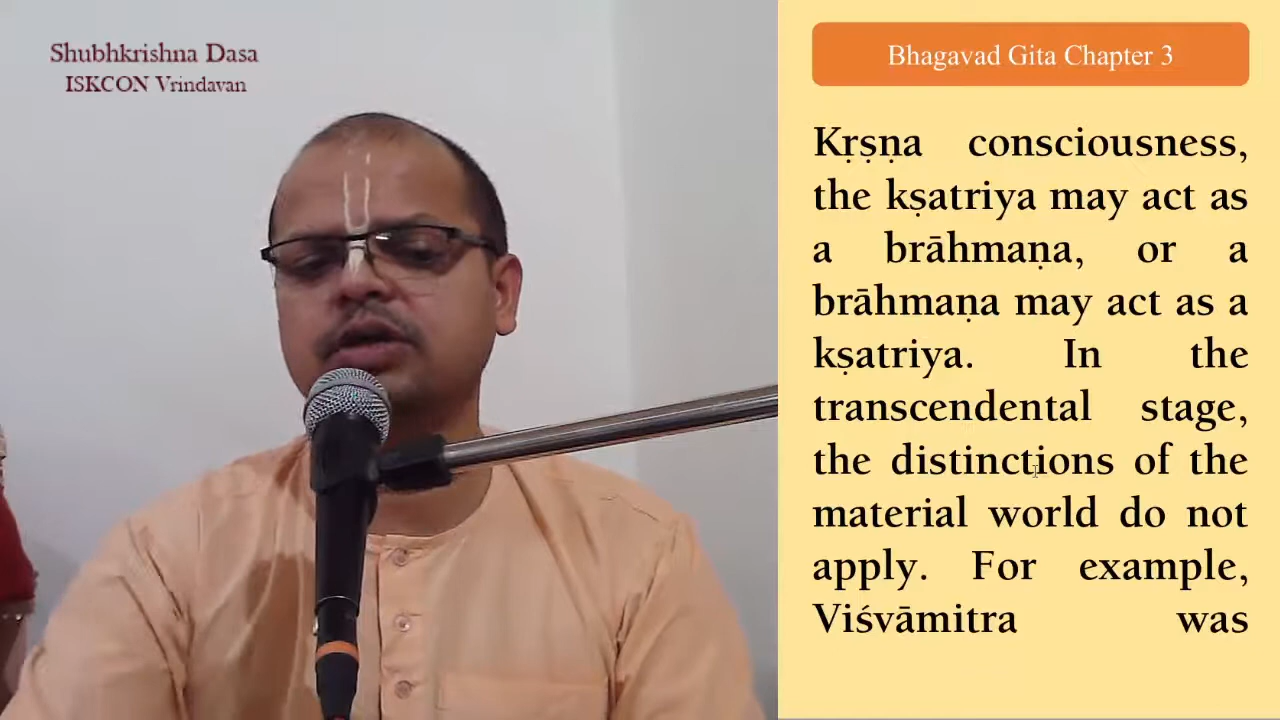 Shubhkrishna Dasa
ISKCON Vrindavan
Bhagavad Gita Chapter 3
Kṛṣṇa consciousness,
the kṣatriya may act as
a brāhmaṇa, or a
brāhmaṇa may act as a
kṣatriya. In the
transcendental stage,
the distinctions of the
material world do not
apply. For example,
Viśvāmitra was